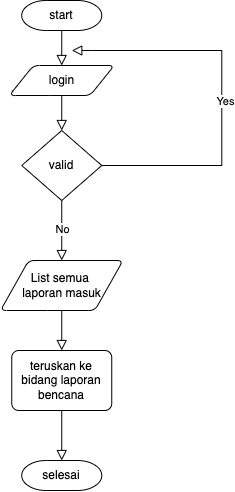 start
login
Yes
valid
No
List semua
laporan masuk
teruskan ke
bidang laporan
bencana
selesai